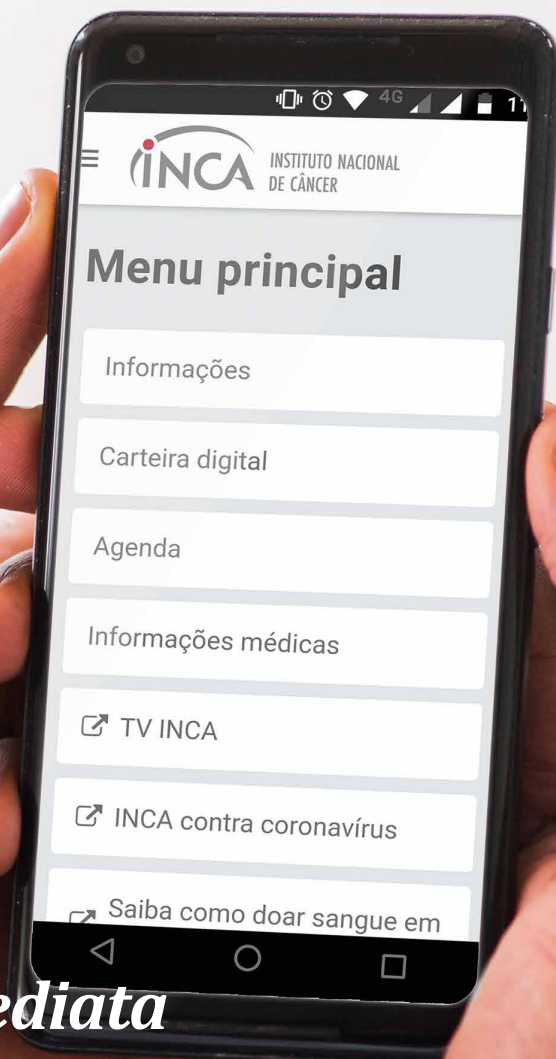 4G
11
INCA INSTITUTO NACIONAL
DE CÂNCER
Menu principal
Informações
Carteira digital
Agenda
Informações médicas
TV INCA
INCA contra coronavírus
Saiba como doar sangue em
ediata